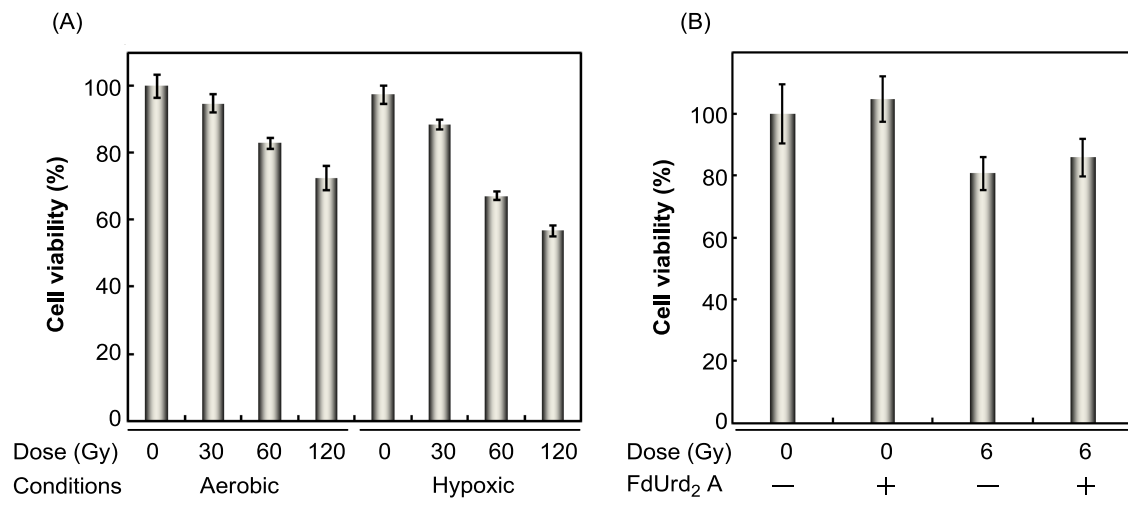 (A)
100
80
60
40
20
0
Cell viability (%)
Dose (Gy) 0 30 60 120 0 30 60 120
Conditions Aerobic Hypoxic
(B)
100
80
60
40
20
0
Cell viability (%)
Dose (Gy) 0 0 6 6
FdUrd₂ A — + — +